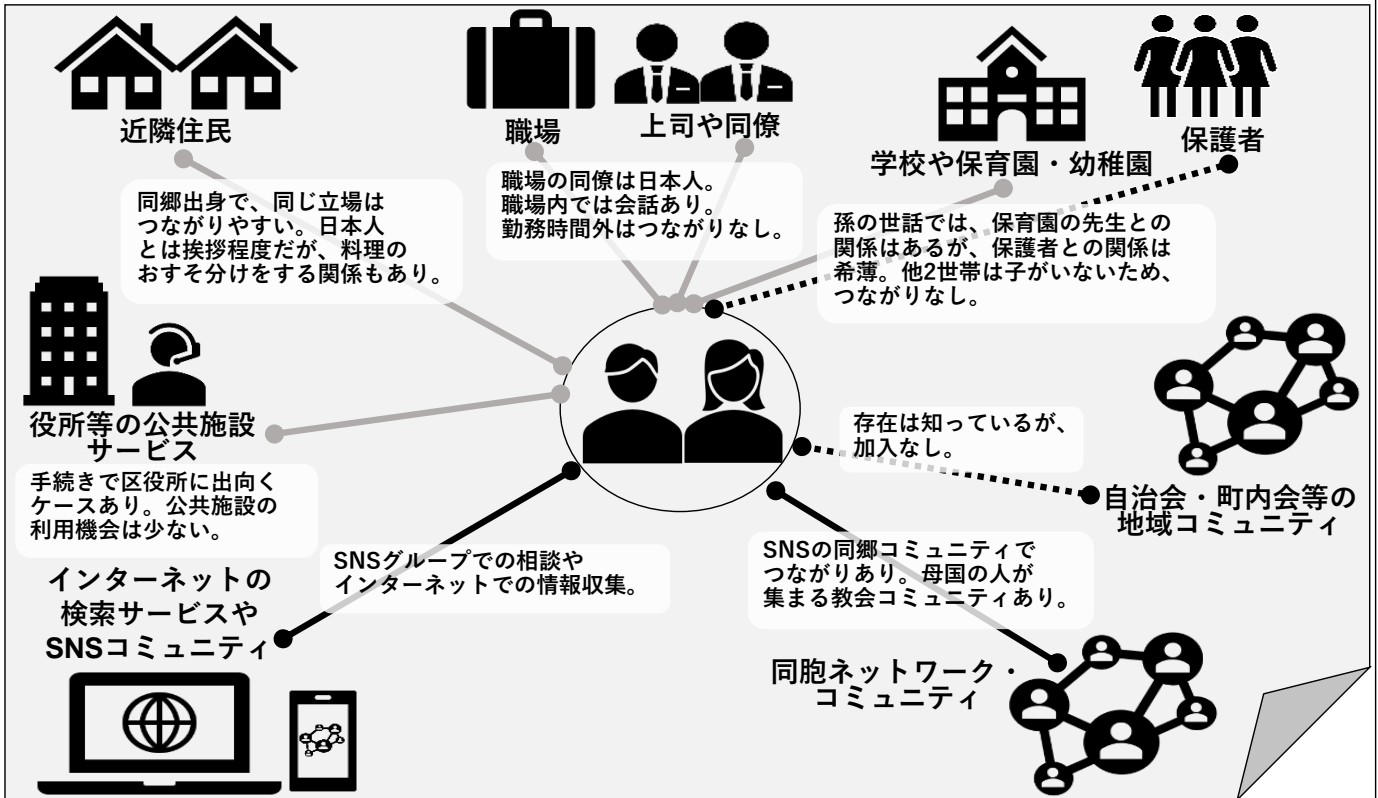 近隣住民
職場
上司や同僚
学校や保育園・幼稚園
保護者
同郷出身で、同じ立場は
つながりやすい。日本人
とは挨拶程度だが、料理の
おすそ分けをする関係もあり。
職場の同僚は日本人。
職場内では会話あり。
勤務時間外はつながりなし。
孫の世話では、保育園の先生との
関係はあるが、保護者との関係は
希薄。他2世帯は子がいないため、
つながりなし。
役所等の公共施設
サービス
手続きで区役所に出向く
ケースあり。公共施設の
利用機会は少ない。
存在は知っているが、
加入なし。
自治会・町内会等の
地域コミュニティ
インターネットの
検索サービスや
SNSコミュニティ
SNSグループでの相談や
インターネットでの情報収集。
SNSの同郷コミュニティで
つながりあり。母国の人が
集まる教会コミュニティあり。
同胞ネットワーク・
コミュニティ